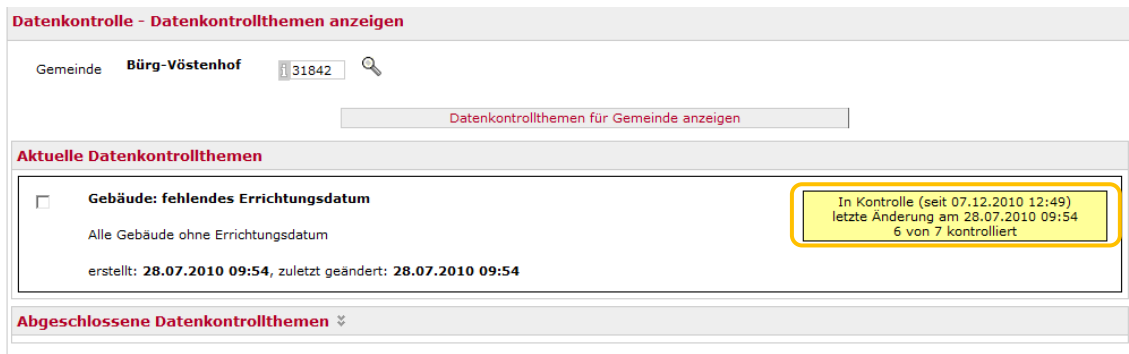 Datenkontrolle - Datenkontrollthemen anzeigen
Gemeinde Bürg-Vöstenhof i 31842
Datenkontrollthemen für Gemeinde anzeigen
Aktuelle Datenkontrollthemen
Gebäude: fehlendes Errichtungsdatum
Alle Gebäude ohne Errichtungsdatum
erstellt: 28.07.2010 09:54, zuletzt geändert: 28.07.2010 09:54
In Kontrolle (seit 07.12.2010 12:49)
letzte Änderung am 28.07.2010 09:54
6 von 7 kontrolliert
Abgeschlossene Datenkontrollthemen